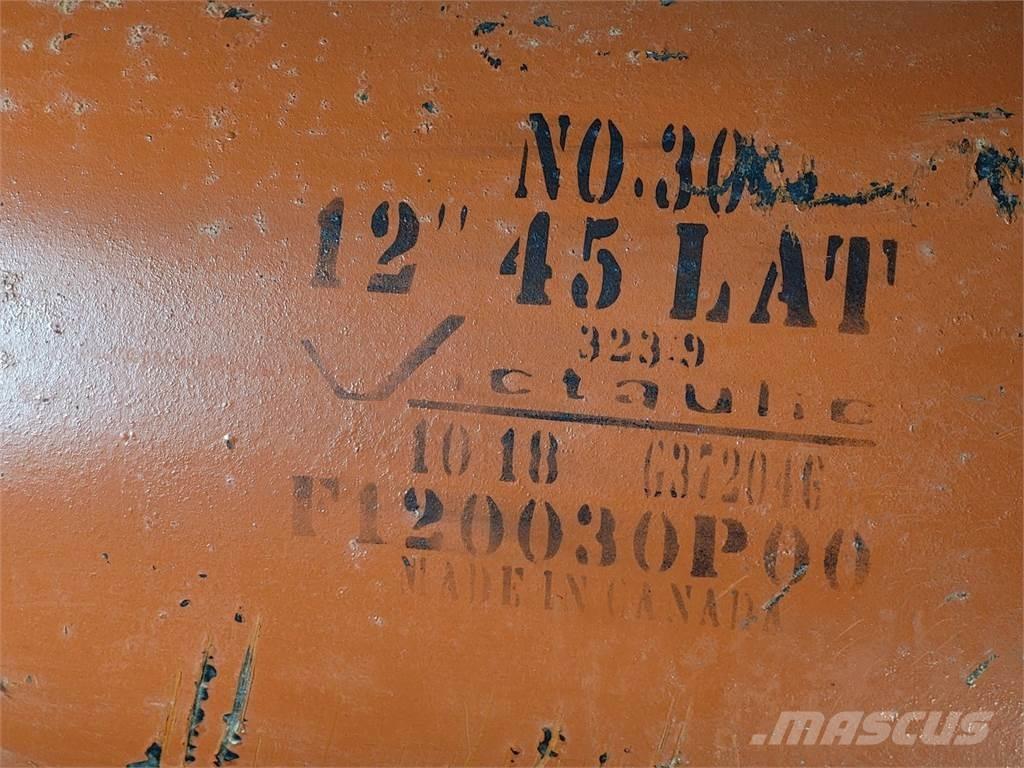 NO.30
12" 45 LAT
323.9
Victaulic
10 18 G372046
F120030P00
MADE IN CANADA
MASCUS